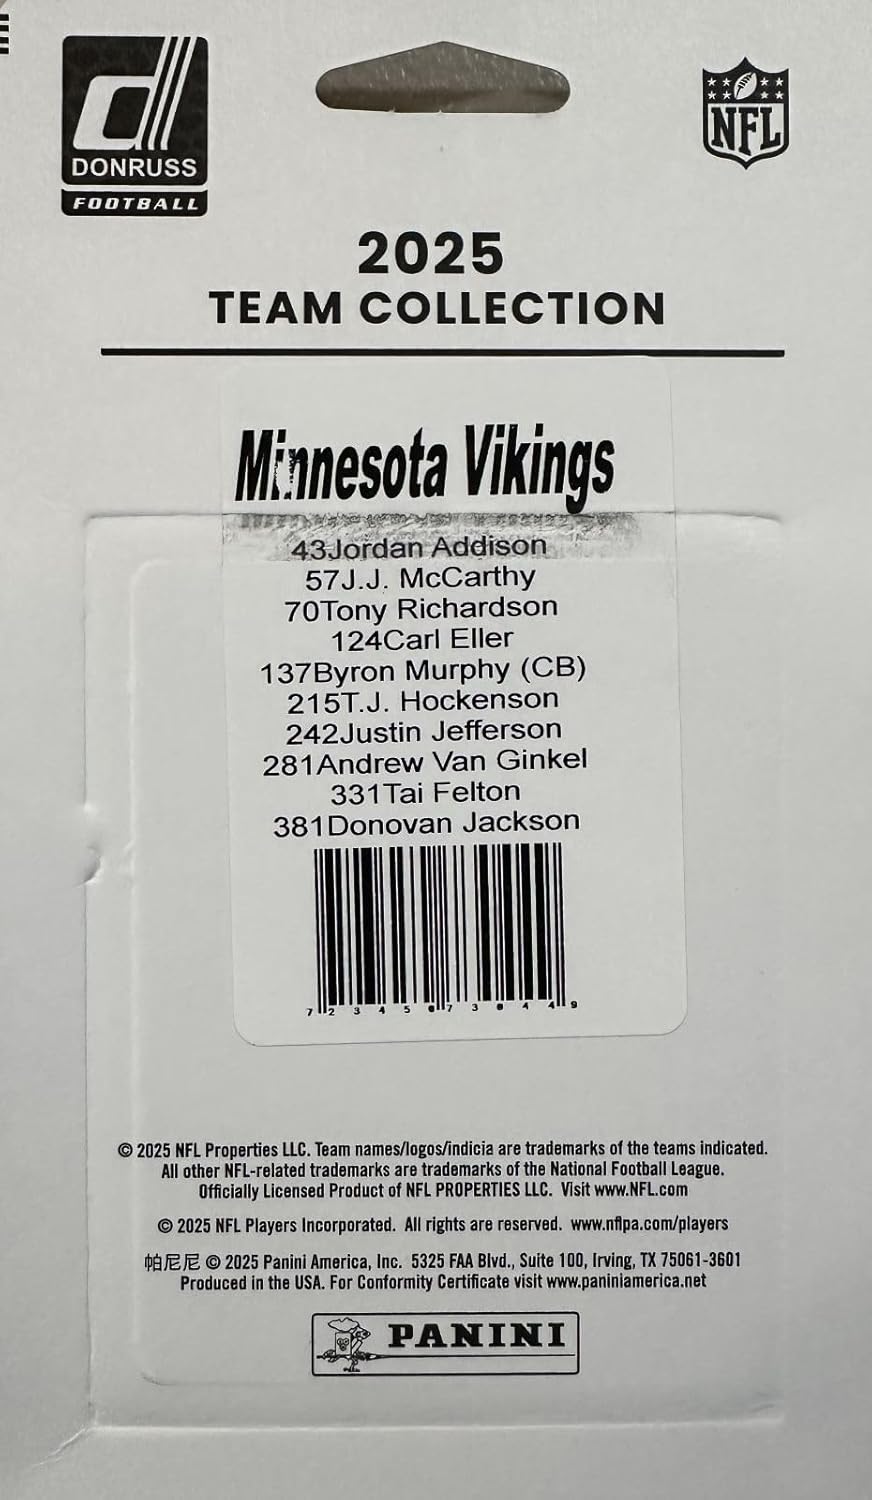 DONRUSS
FOOTBALL
NFL
2025
TEAM COLLECTION
Minnesota Vikings
43Jordan Addison
57J.J. McCarthy
70Tony Richardson
124Carl Eller
137Byron Murphy (CB)
215T.J. Hockenson
242Justin Jefferson
281Andrew Van Ginkel
331Tai Felton
381Donovan Jackson
© 2025 NFL Properties LLC. Team names/logos/indicia are trademarks of the teams indicated.
All other NFL-related trademarks are trademarks of the National Football League.
Officially Licensed Product of NFL PROPERTIES LLC. Visit www.NFL.com
© 2025 NFL Players Incorporated. All rights are reserved. www.nflpa.com/players
帕尼尼 © 2025 Panini America, Inc. 5325 FAA Blvd., Suite 100, Irving, TX 75061-3601
Produced in the USA. For Conformity Certificate visit www.paniniamerica.net
PANINI